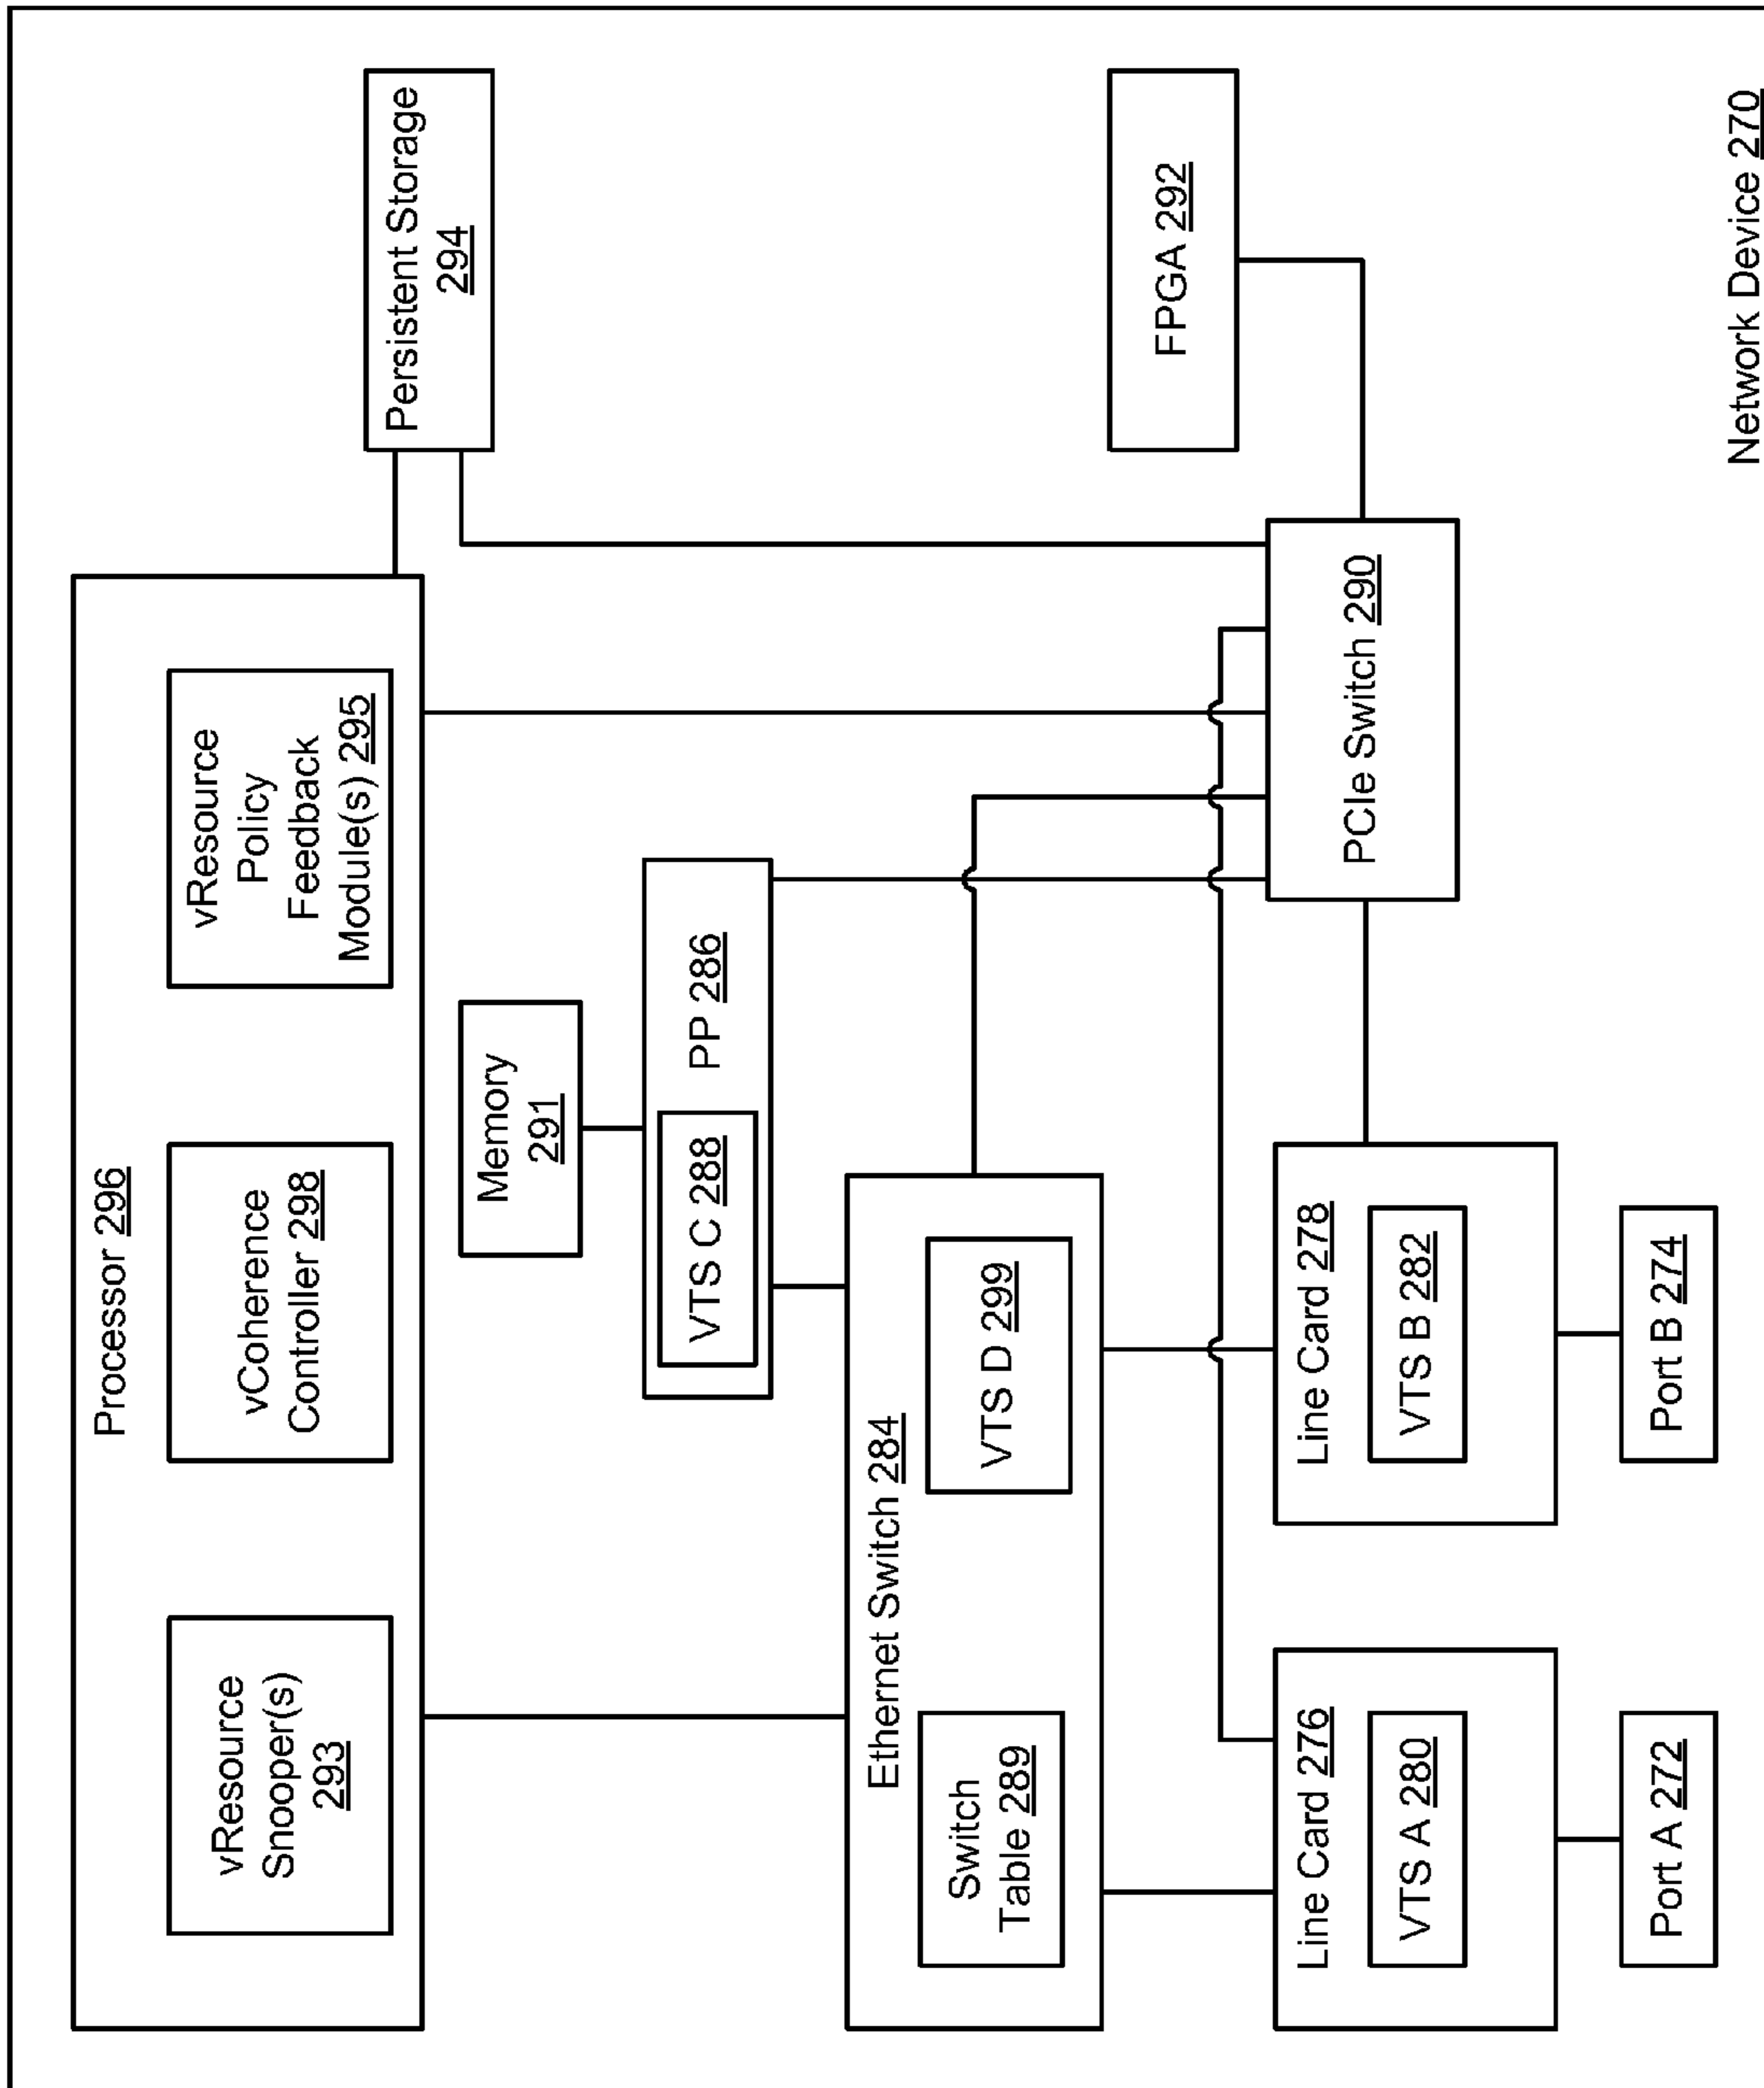 Processor 296
vResource
Snooper(s)
293
vCoherence
Controller 298
vResource
Policy
Feedback
Module(s) 295
Persistent Storage
294
Memory
291
PP 286
VTS C 288
Ethernet Switch 284
Switch
Table 289
VTS D 299
FPGA 292
PCIe Switch 290
Line Card 276
VTS A 280
Line Card 278
VTS B 282
Port A 272
Port B 274
Network Device 270